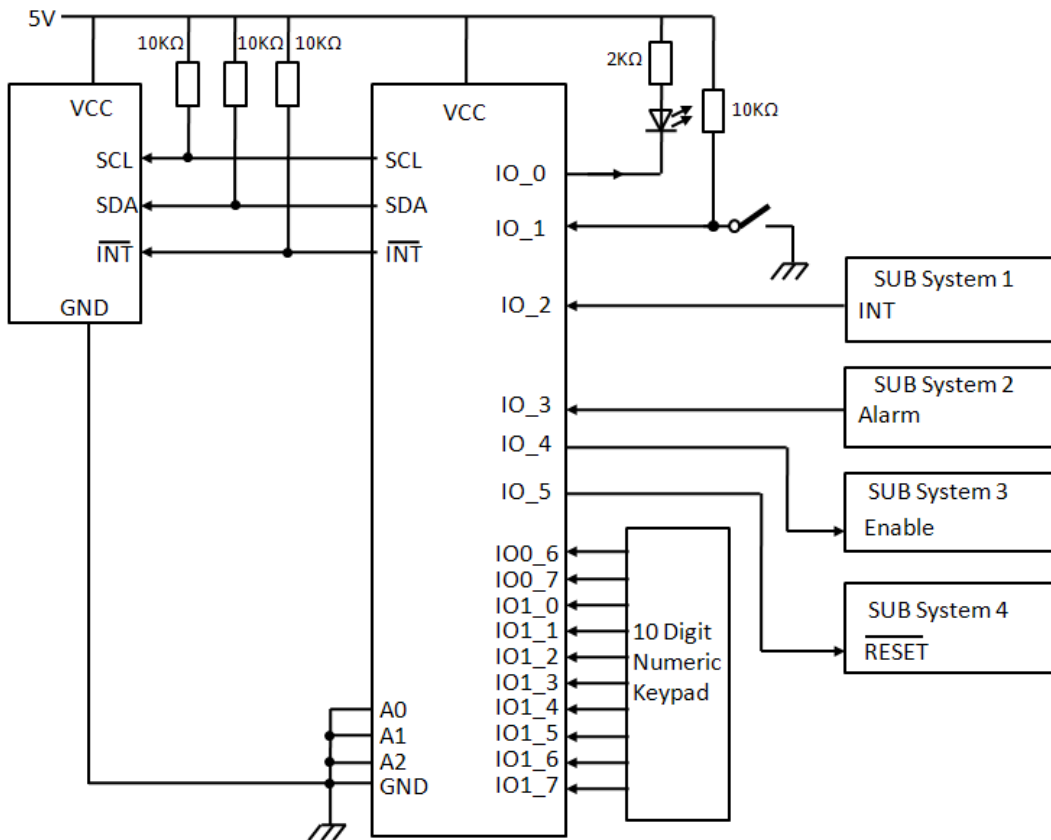 5V
10KΩ
10KΩ
10KΩ
2KΩ
10KΩ
VCC
SCL
SDA
INT
GND
VCC
SCL
SDA
INT
A0
A1
A2
GND
IO_0
IO_1
IO_2
IO_3
IO_4
IO_5
IO0_6
IO0_7
IO1_0
IO1_1
IO1_2
IO1_3
IO1_4
IO1_5
IO1_6
IO1_7
10 Digit
Numeric
Keypad
SUB System 1
INT
SUB System 2
Alarm
SUB System 3
Enable
SUB System 4
RESET